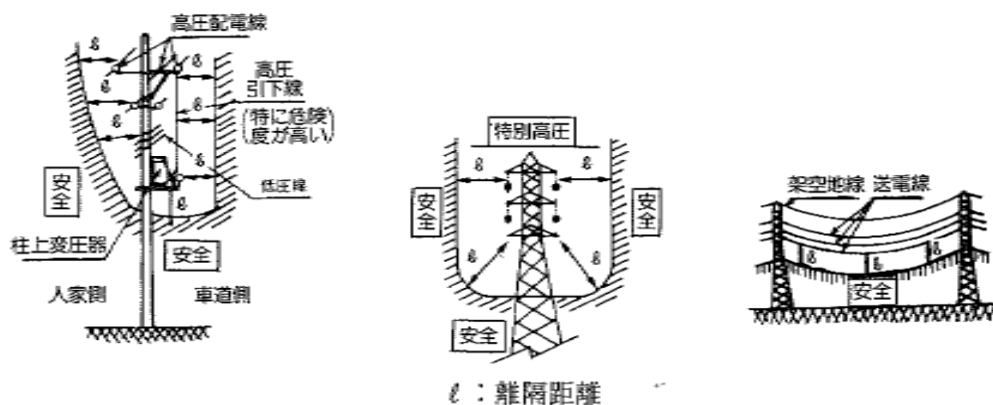 高圧配電線
ℓ
ℓ
高圧
引下線
(特に危険
度が高い)
ℓ
ℓ
ℓ
ℓ
低圧線
ℓ
安全
柱上変圧器
安全
人家側
車道側
特別高圧
ℓ
ℓ
安全
安全
ℓ
ℓ
安全
架空地線 送電線
ℓ
ℓ
ℓ
安全
ℓ：離隔距離